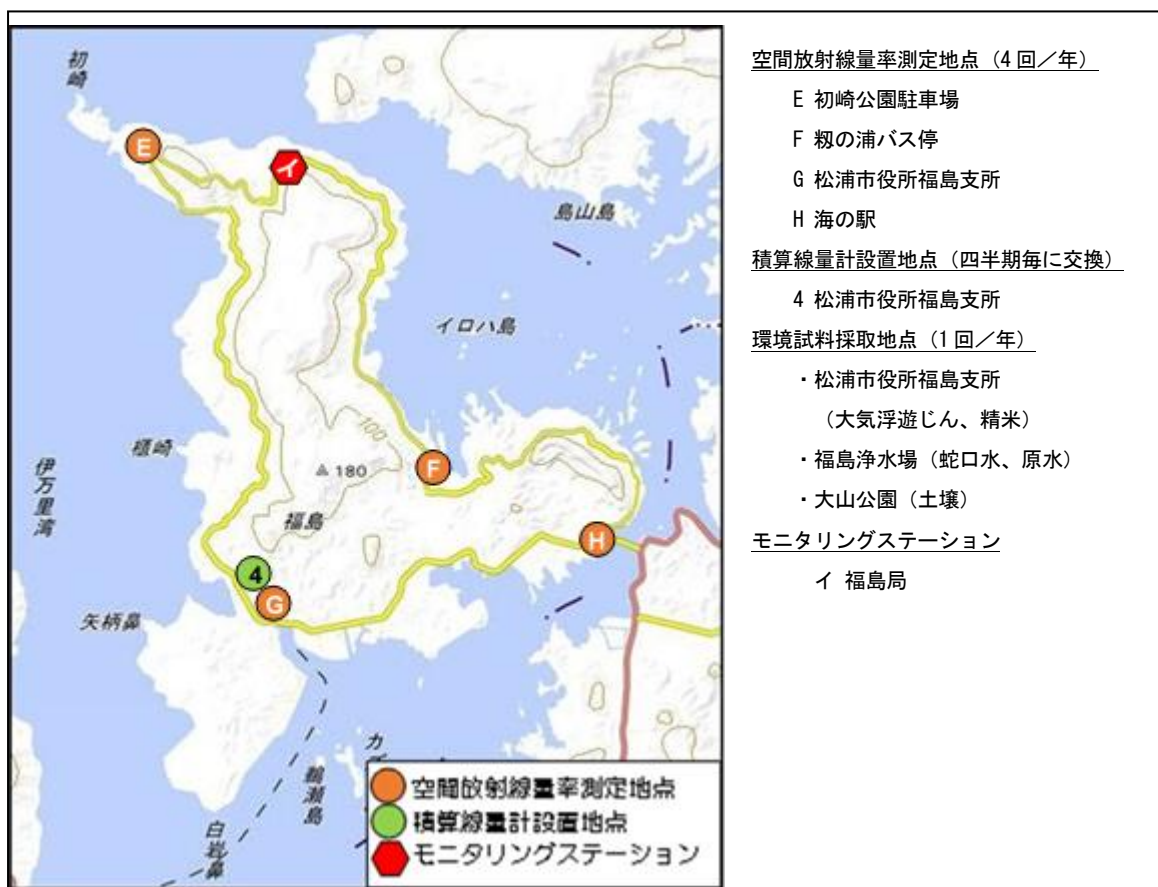 初崎
E
イ
鳥山島
イロハ島
100
櫃崎
F
180
伊万里湾
福島
H
4
G
矢柄鼻
鵜瀬島
白岩鼻
空間放射線量率測定地点
積算線量計設置地点
モニタリングステーション
空間放射線量率測定地点（4回／年）
E 初崎公園駐車場
F 籾の浦バス停
G 松浦市役所福島支所
H 海の駅
積算線量計設置地点（四半期毎に交換）
4 松浦市役所福島支所
環境試料採取地点（1回／年）
・松浦市役所福島支所
（大気浮遊じん、精米）
・福島浄水場（蛇口水、原水）
・大山公園（土壌）
モニタリングステーション
イ 福島局